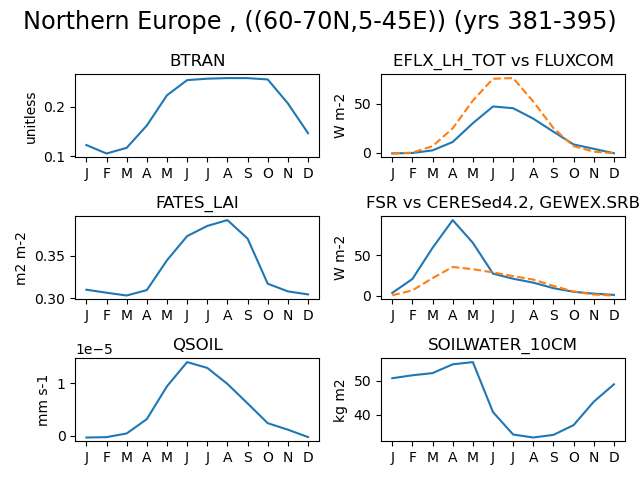 Northern Europe , ((60-70N,5-45E)) (yrs 381-395)
BTRAN
unitless
0.2
0.1
J F M A M J J A S O N D
EFLX_LH_TOT vs FLUXCOM
W m-2
50
0
J F M A M J J A S O N D
FATES_LAI
m2 m-2
0.35
0.30
J F M A M J J A S O N D
FSR vs CERESed4.2, GEWEX.SRB
W m-2
50
0
J F M A M J J A S O N D
QSOIL
1e−5
mm s-1
1
0
J F M A M J J A S O N D
SOILWATER_10CM
kg m2
50
40
J F M A M J J A S O N D